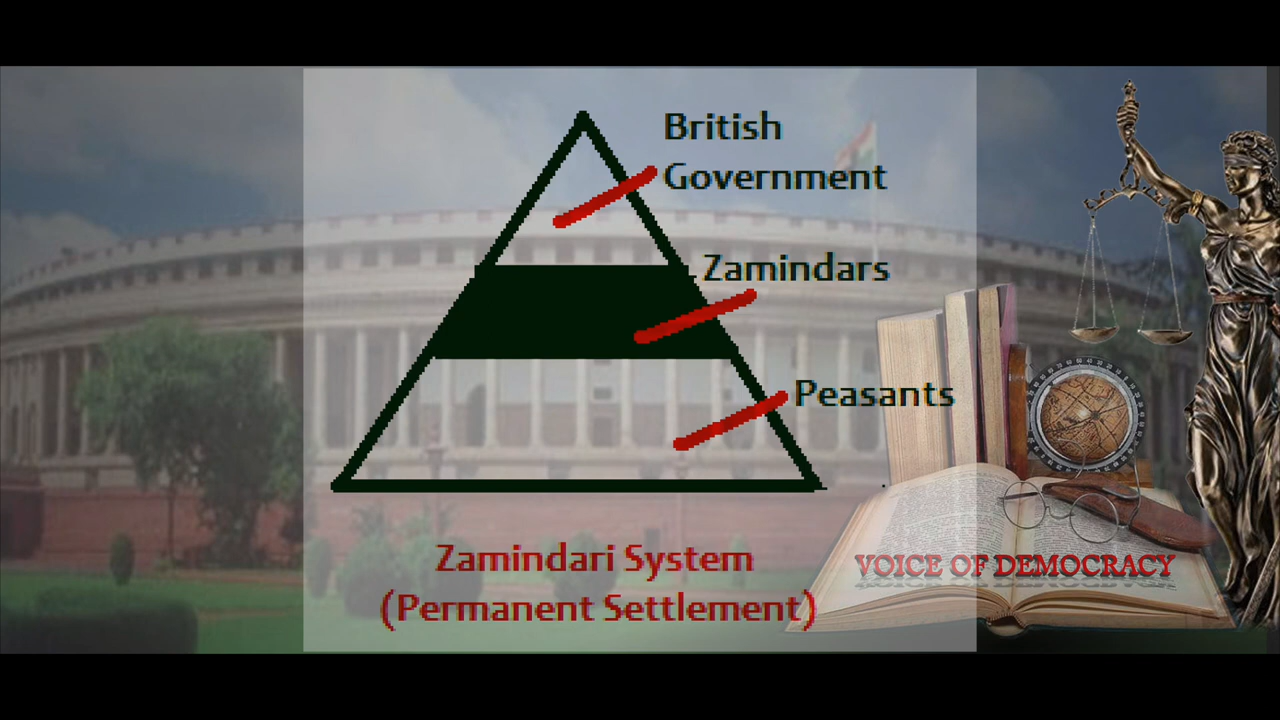 British
Government
Zamindars
Peasants
Zamindari System
(Permanent Settlement)
VOICE OF DEMOCRACY